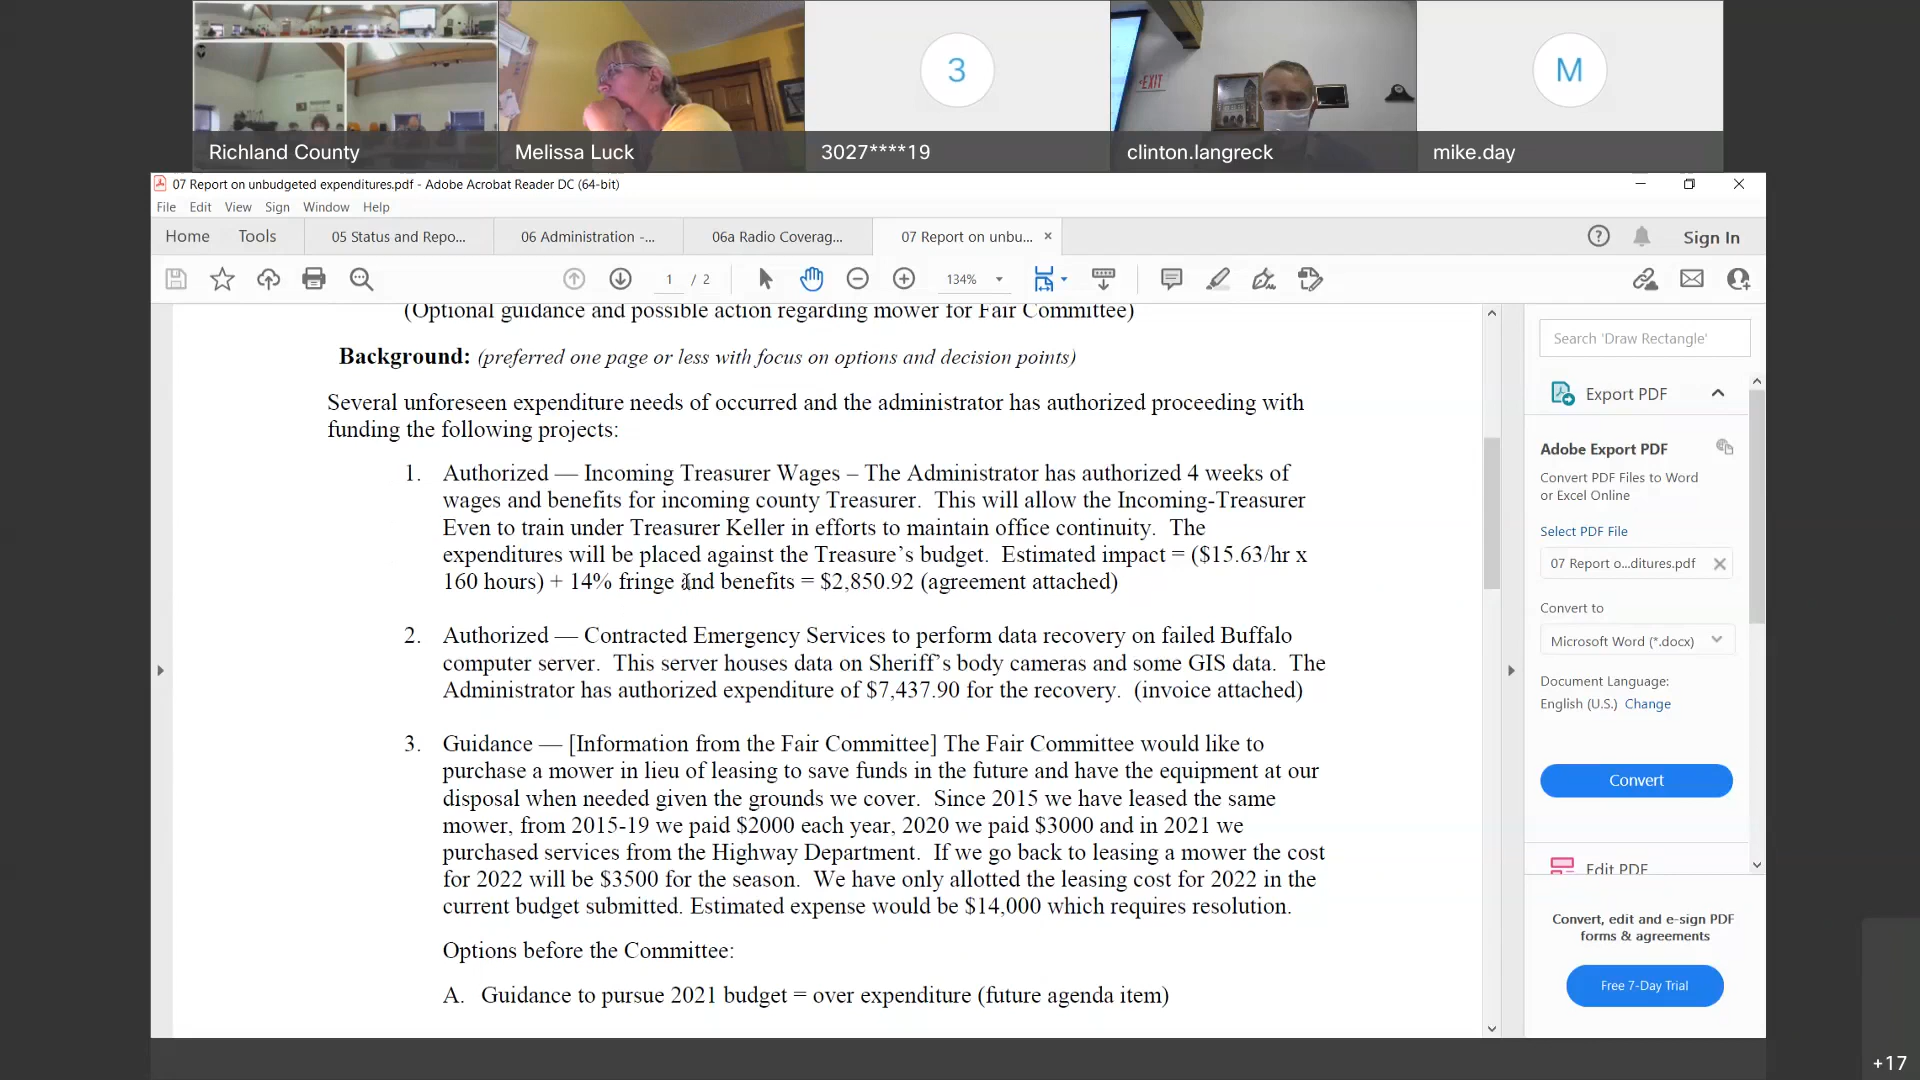 EXIT
3
M
Richland County
Melissa Luck
3027****19
clinton.langreck
mike.day
07 Report on unbudgeted expenditures.pdf - Adobe Acrobat Reader DC (64-bit)
File Edit View Sign Window Help
Home Tools 05 Status and Repo... 06 Administration -... 06a Radio Coverag... 07 Report on unbu... ×
Sign In
1 / 2 134%
(Optional guidance and possible action regarding mower for Fair Committee)
Background: (preferred one page or less with focus on options and decision points)
Several unforeseen expenditure needs of occurred and the administrator has authorized proceeding with
funding the following projects:
1. Authorized — Incoming Treasurer Wages – The Administrator has authorized 4 weeks of
wages and benefits for incoming county Treasurer. This will allow the Incoming-Treasurer
Even to train under Treasurer Keller in efforts to maintain office continuity. The
expenditures will be placed against the Treasure’s budget. Estimated impact = ($15.63/hr x
160 hours) + 14% fringe and benefits = $2,850.92 (agreement attached)
2. Authorized — Contracted Emergency Services to perform data recovery on failed Buffalo
computer server. This server houses data on Sheriff’s body cameras and some GIS data. The
Administrator has authorized expenditure of $7,437.90 for the recovery. (invoice attached)
3. Guidance — [Information from the Fair Committee] The Fair Committee would like to
purchase a mower in lieu of leasing to save funds in the future and have the equipment at our
disposal when needed given the grounds we cover. Since 2015 we have leased the same
mower, from 2015-19 we paid $2000 each year, 2020 we paid $3000 and in 2021 we
purchased services from the Highway Department. If we go back to leasing a mower the cost
for 2022 will be $3500 for the season. We have only allotted the leasing cost for 2022 in the
current budget submitted. Estimated expense would be $14,000 which requires resolution.
Options before the Committee:
A. Guidance to pursue 2021 budget = over expenditure (future agenda item)
Search 'Draw Rectangle'
Export PDF
Adobe Export PDF
Convert PDF Files to Word
or Excel Online
Select PDF File
07 Report o...ditures.pdf
Convert to
Microsoft Word (*.docx)
Document Language:
English (U.S.) Change
Convert
Edit PDF
Convert, edit and e-sign PDF
forms & agreements
Free 7-Day Trial
+17